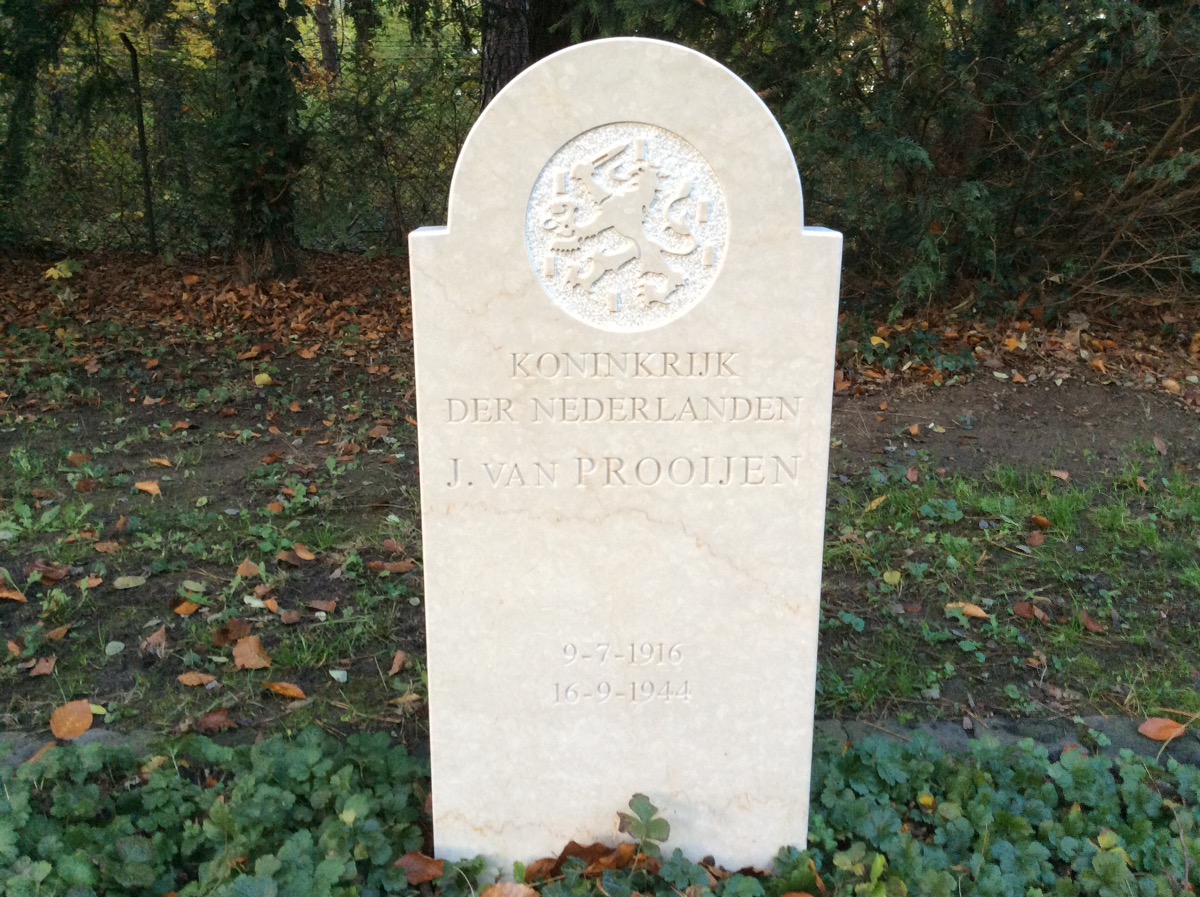 KONINKRIJK
DER NEDERLANDEN
J. VAN PROOIJEN
9-7-1916
16-9-1944